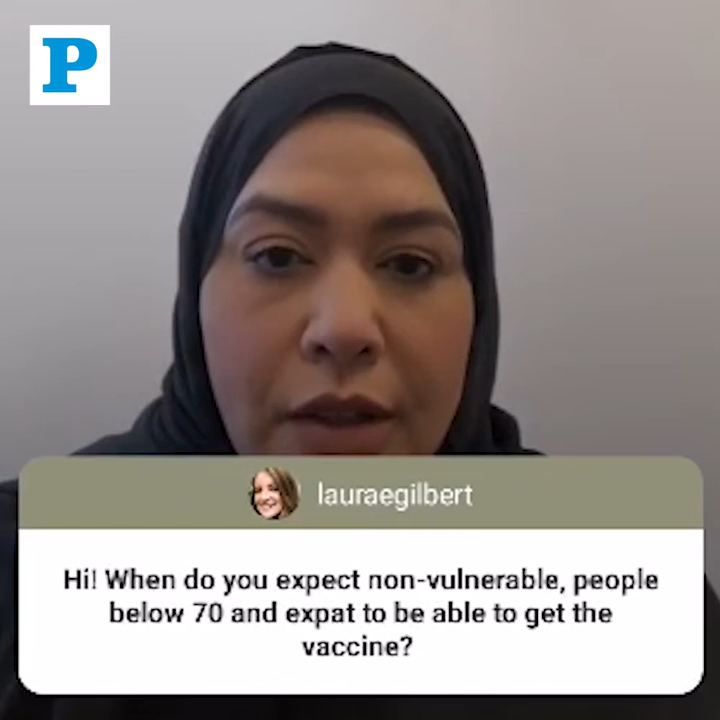 P
lauraegilbert
Hi! When do you expect non-vulnerable, people
below 70 and expat to be able to get the
vaccine?